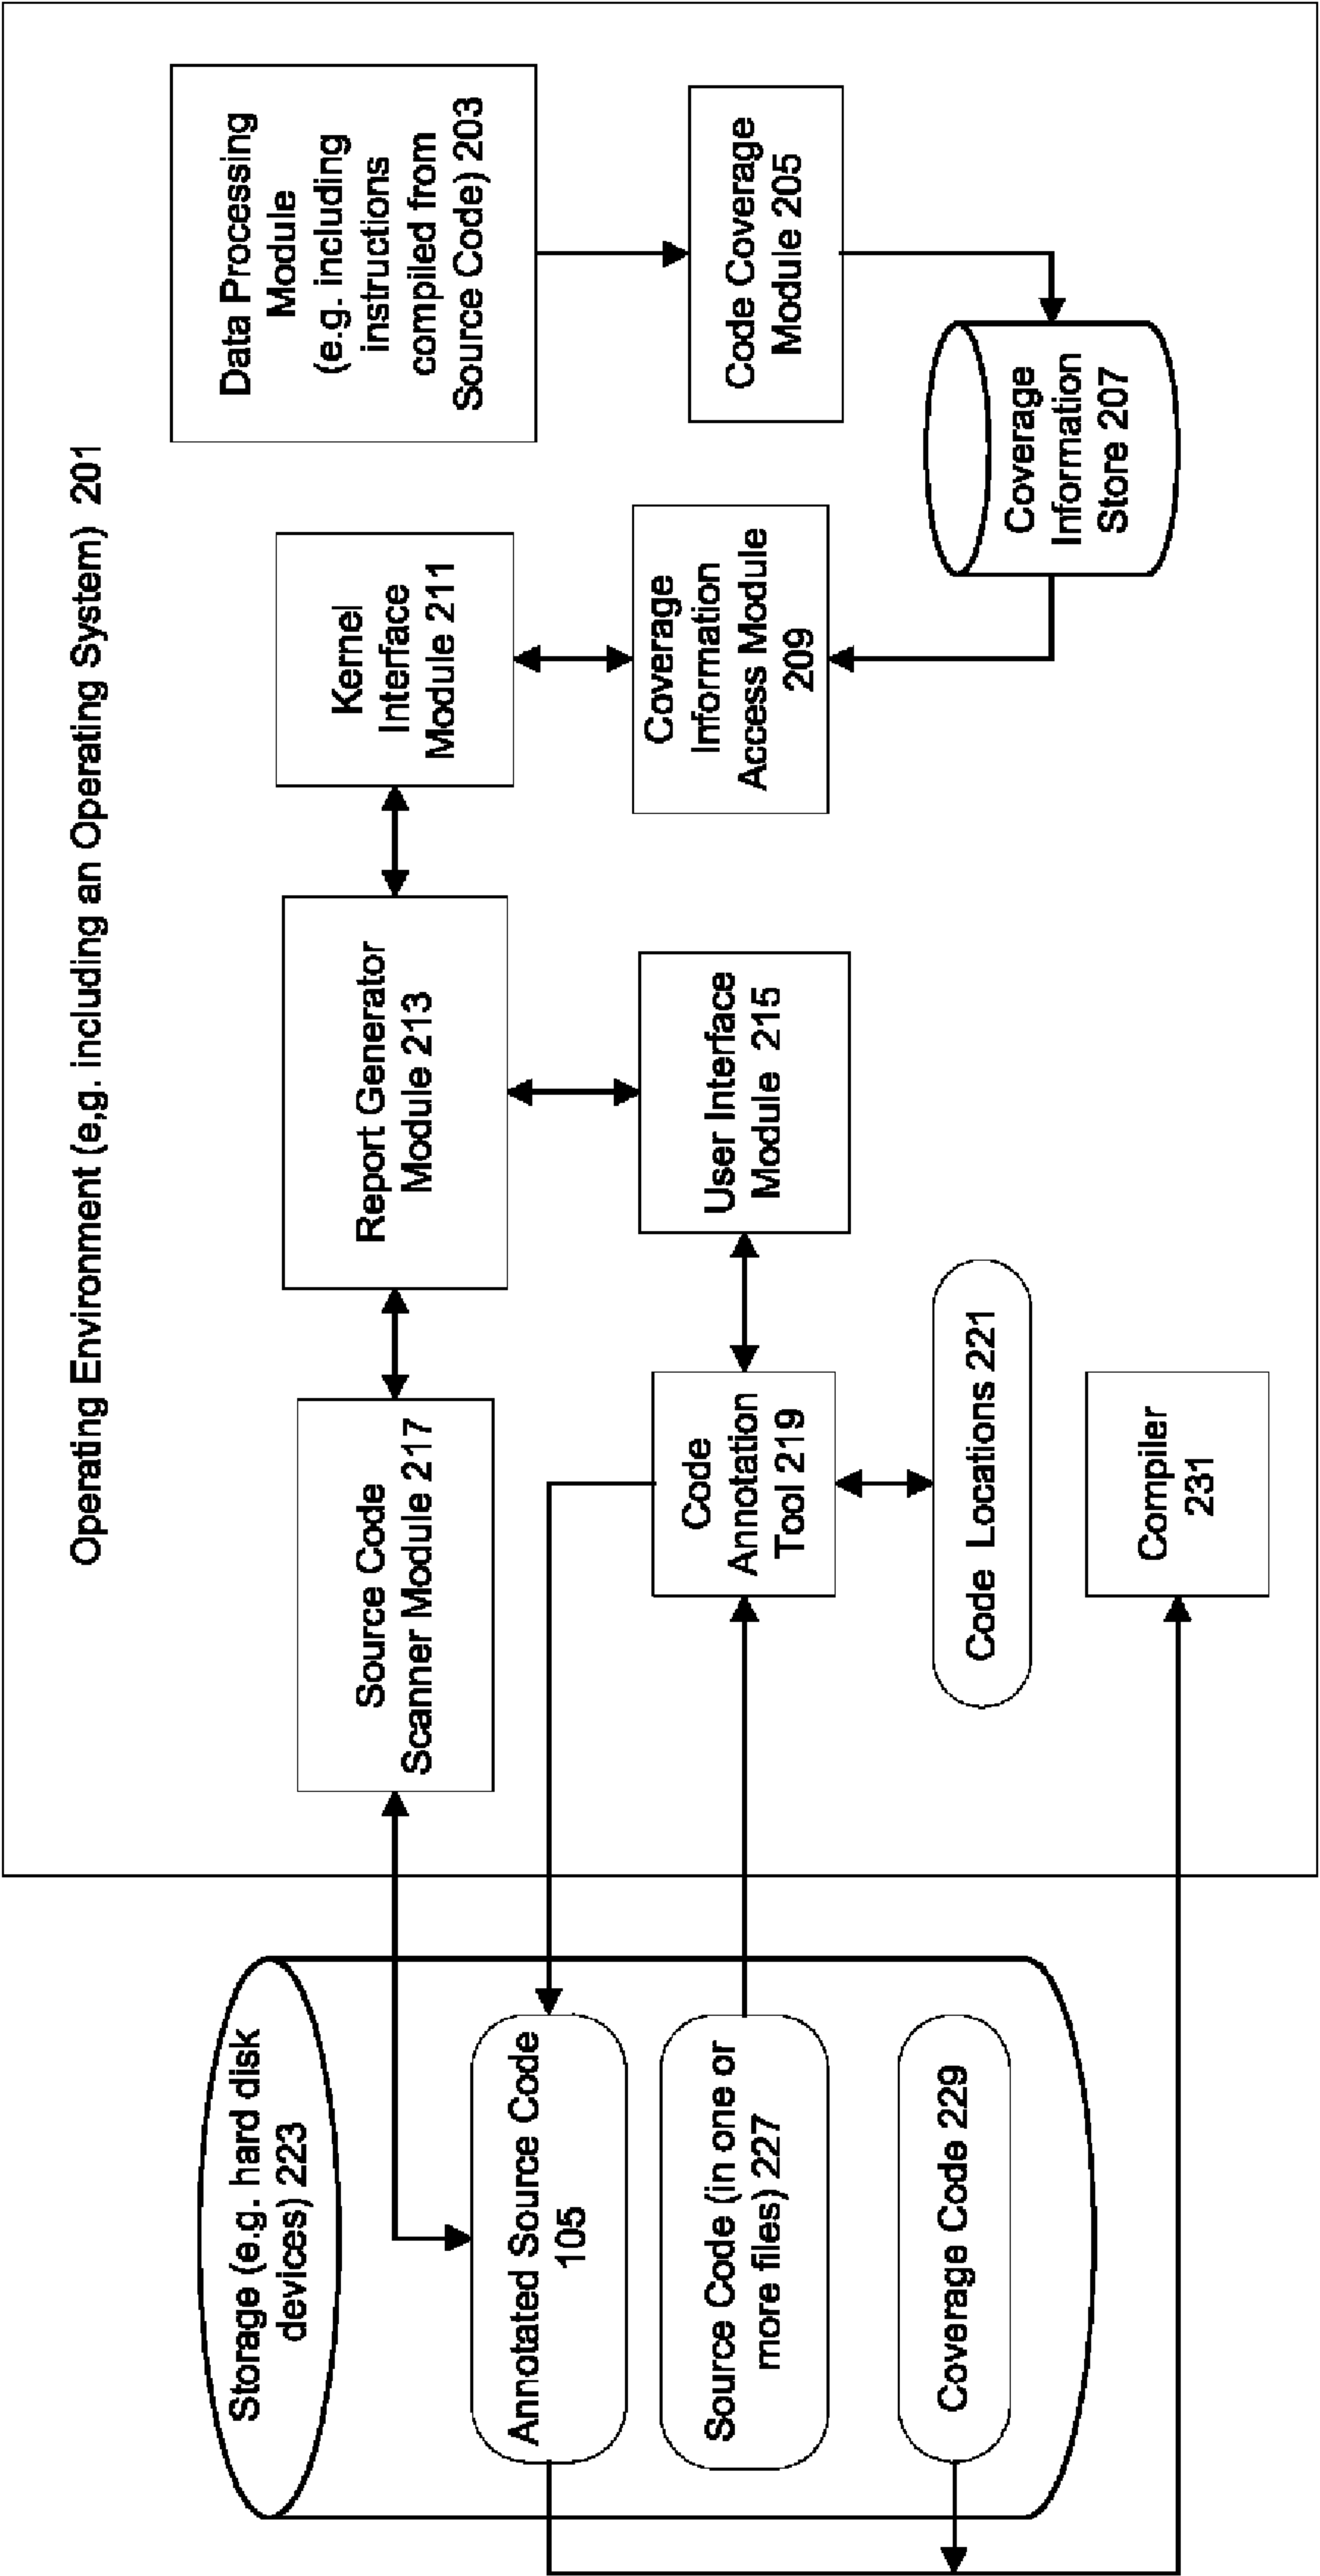 Operating Environment (e,g. including an Operating System) 201
Storage (e.g. hard disk
devices) 223
Annotated Source Code
105
Source Code (in one or
more files) 227
Coverage Code 229
Source Code
Scanner Module 217
Code
Annotation
Tool 219
Code Locations 221
Compiler
231
Report Generator
Module 213
User Interface
Module 215
Kernel
Interface
Module 211
Coverage
Information
Access Module
209
Data Processing
Module
(e.g. including
instructions
compiled from
Source Code) 203
Code Coverage
Module 205
Coverage
Information
Store 207